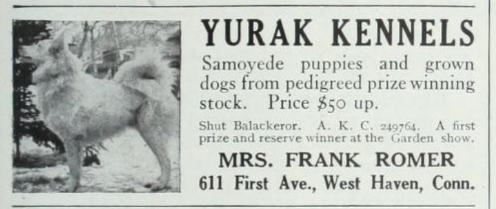 YURAK KENNELS
Samoyede puppies and grown
dogs from pedigreed prize winning
stock. Price $50 up.
Shut Balackeror. A. K. C. 249764. A first
prize and reserve winner at the Garden show.
MRS. FRANK ROMER
611 First Ave., West Haven, Conn.